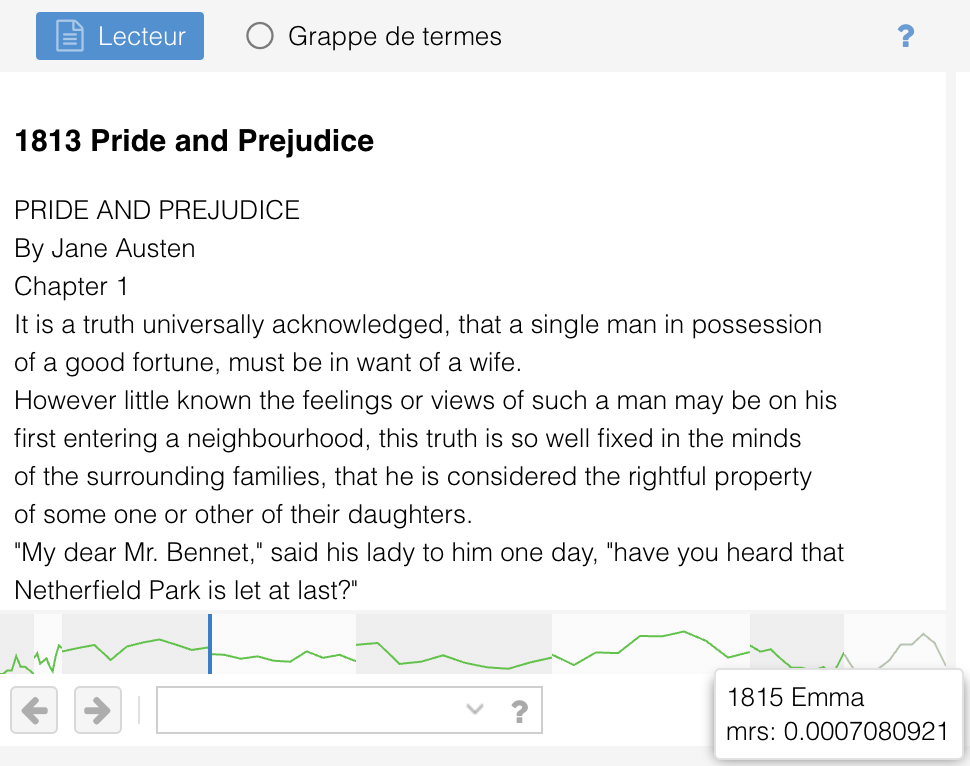 Lecteur Grappe de termes ?
1813 Pride and Prejudice
PRIDE AND PREJUDICE
By Jane Austen
Chapter 1
It is a truth universally acknowledged, that a single man in possession
of a good fortune, must be in want of a wife.
However little known the feelings or views of such a man may be on his
first entering a neighbourhood, this truth is so well fixed in the minds
of the surrounding families, that he is considered the rightful property
of some one or other of their daughters.
"My dear Mr. Bennet," said his lady to him one day, "have you heard that
Netherfield Park is let at last?"
?
1815 Emma
mrs: 0.0007080921